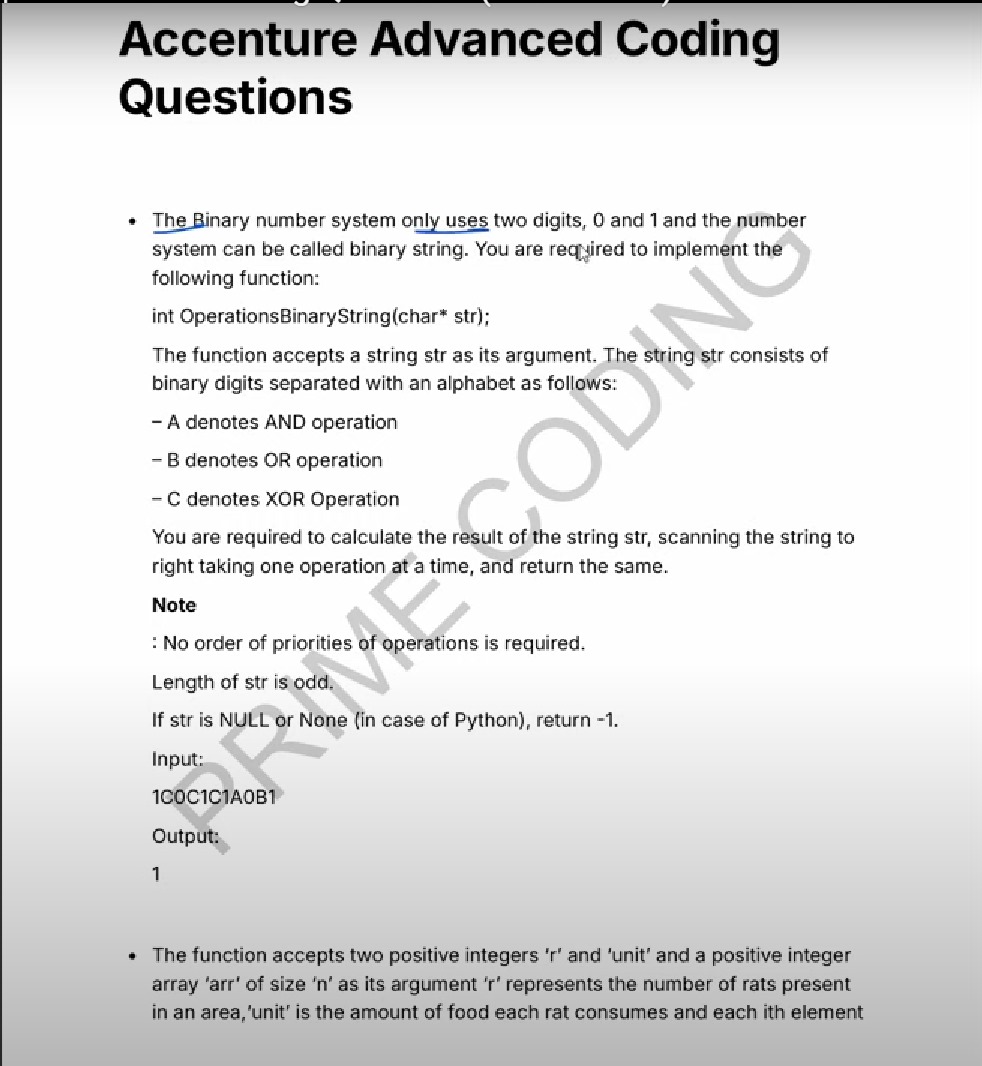 Accenture Advanced Coding
Questions
• The Binary number system only uses two digits, 0 and 1 and the number
system can be called binary string. You are required to implement the
following function:
int OperationsBinaryString(char* str);
The function accepts a string str as its argument. The string str consists of
binary digits separated with an alphabet as follows:
– A denotes AND operation
– B denotes OR operation
– C denotes XOR Operation
You are required to calculate the result of the string str, scanning the string to
right taking one operation at a time, and return the same.
Note
: No order of priorities of operations is required.
Length of str is odd.
If str is NULL or None (in case of Python), return -1.
Input:
1C0C1C1A0B1
Output:
1
• The function accepts two positive integers ‘r’ and ‘unit’ and a positive integer
array ‘arr’ of size ‘n’ as its argument ‘r’ represents the number of rats present
in an area, ‘unit’ is the amount of food each rat consumes and each ith element
PRIME CODING